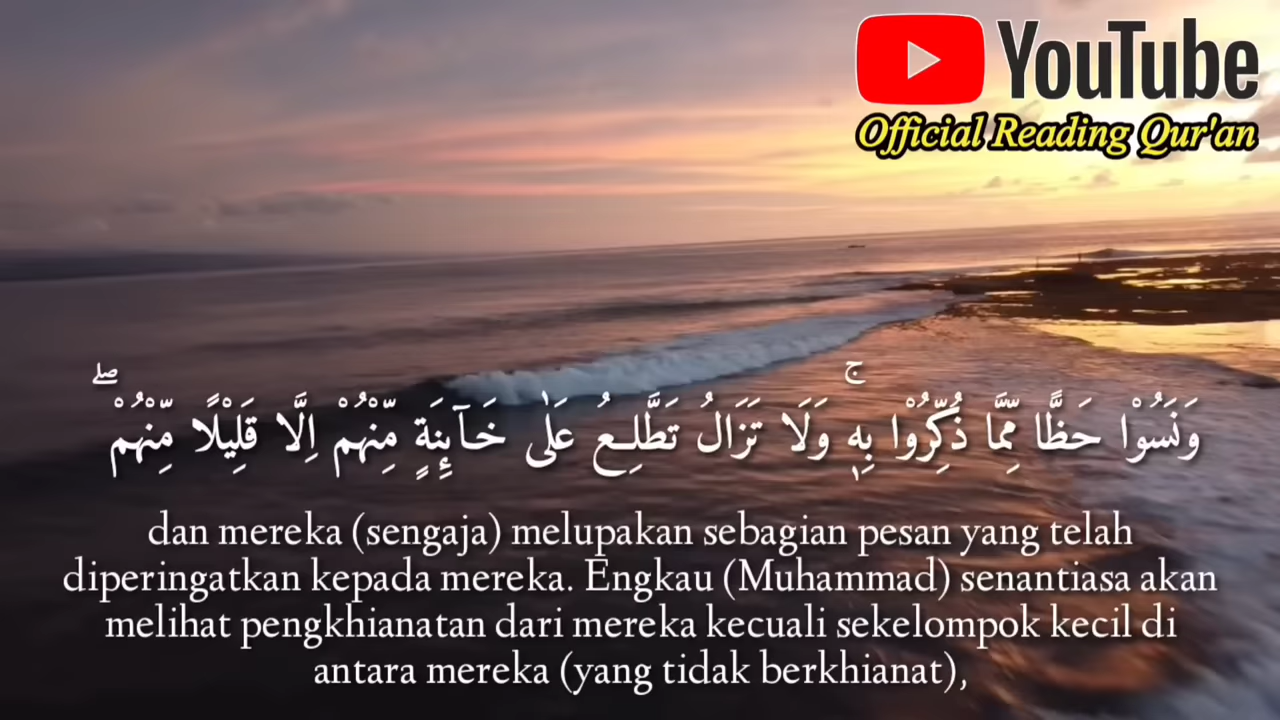 YouTube
Official Reading Qur'an
وَنَسُوْا حَظًّا مِّمَّا ذُكِّرُوْا بِهٖۚ وَلَا تَزَالُ تَطَّلِعُ عَلٰى خَاۤىِٕنَةٍ مِّنْهُمْ اِلَّا قَلِيْلًا مِّنْهُمْ ۖ
dan mereka (sengaja) melupakan sebagian pesan yang telah
diperingatkan kepada mereka. Engkau (Muhammad) senantiasa akan
melihat pengkhianatan dari mereka kecuali sekelompok kecil di
antara mereka (yang tidak berkhianat),